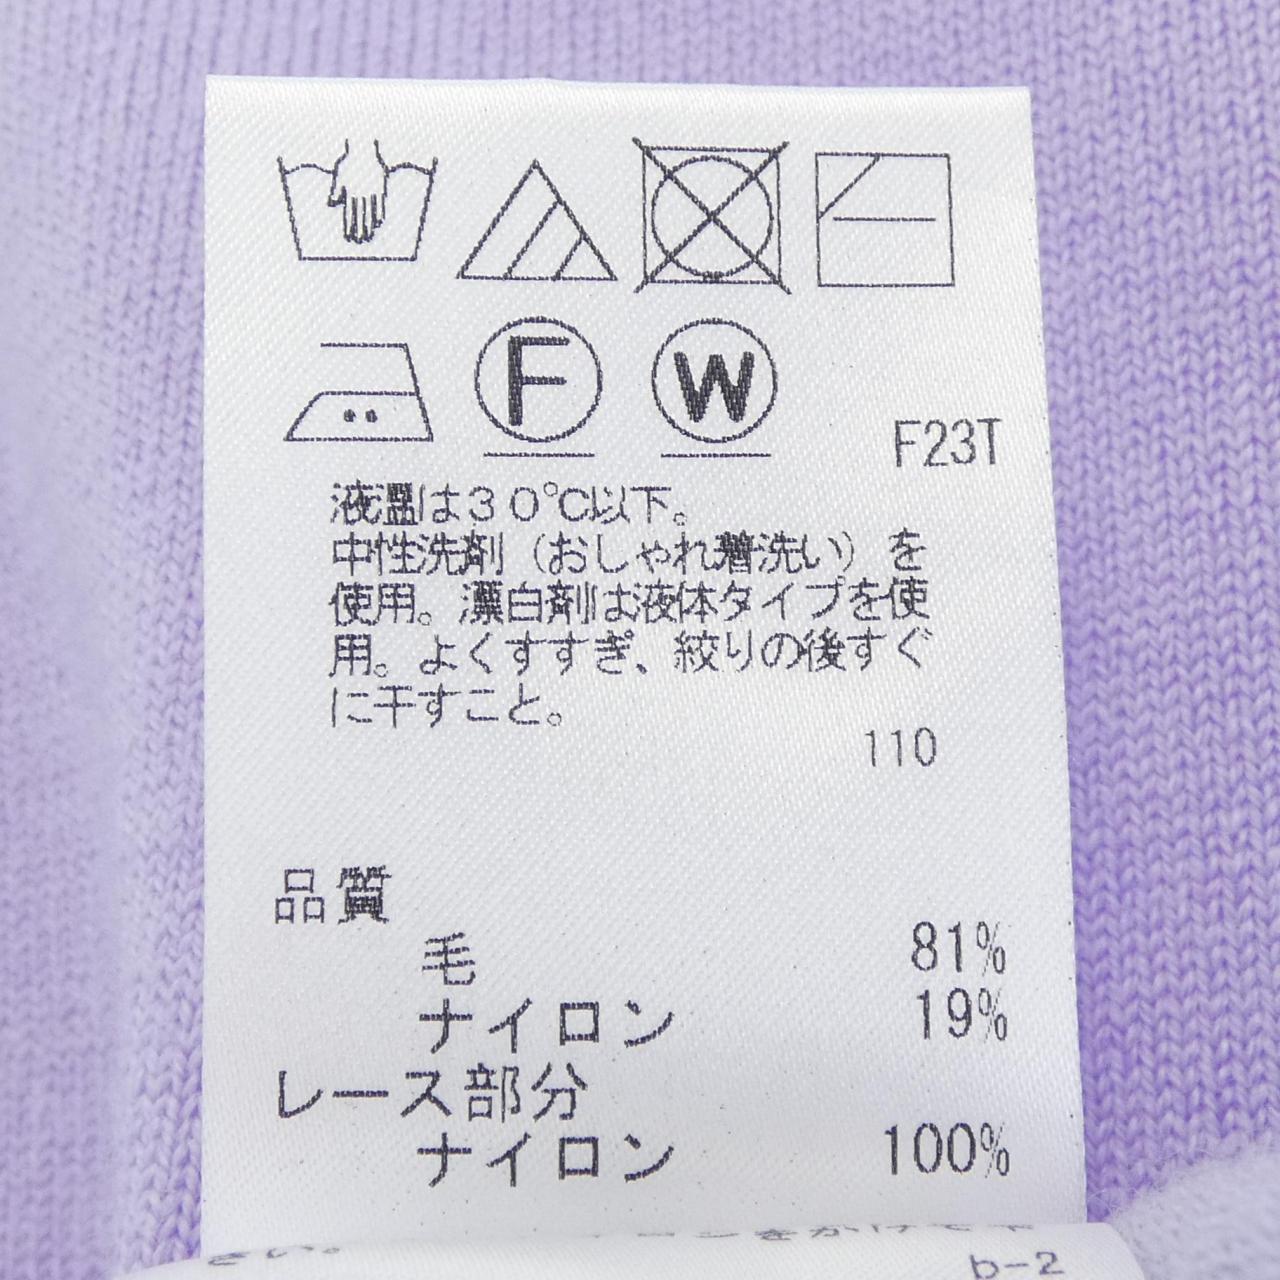 F W
F23T
液温は30℃以下。
中性洗剤（おしゃれ着洗い）を
使用。漂白剤は液体タイプを使
用。よくすすぎ、絞りの後すぐ
に干すこと。
110
品質
毛 81%
ナイロン 19%
レース部分
ナイロン 100%
さい。
b-2